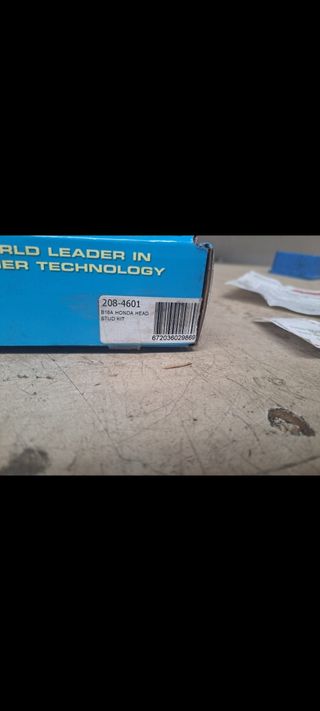 RLD LEADER IN
ER TECHNOLOGY
208-4601
B18A HONDA HEAD
STUD KIT
672036029869